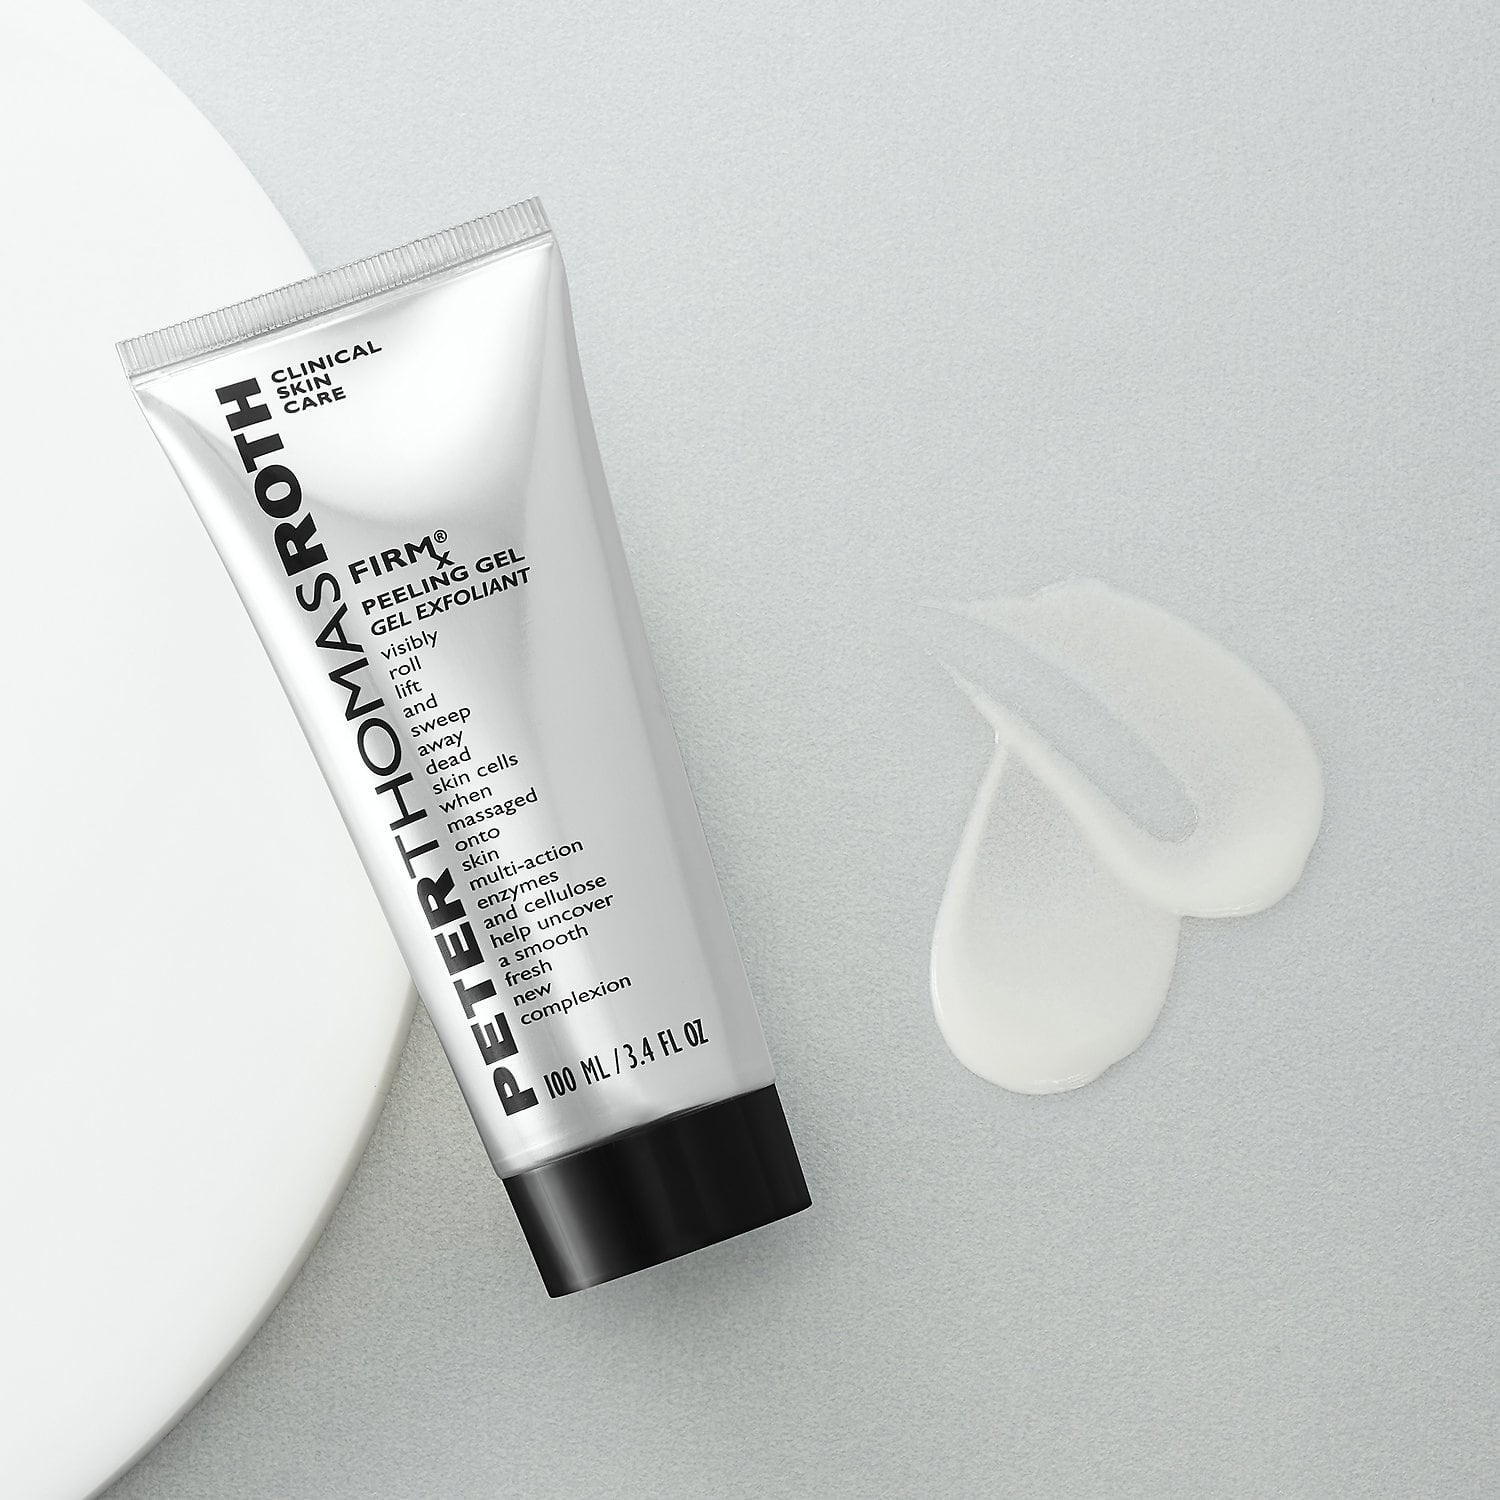 PETERTHOMASROTH
CLINICAL
SKIN
CARE
FIRMX®
PEELING GEL
GEL EXFOLIANT
visibly
roll
lift
and
sweep
away
dead
skin cells
when
massaged
onto
skin
multi-action
enzymes
and cellulose
help uncover
a smooth
fresh
new
complexion
100 ML / 3.4 FL OZ